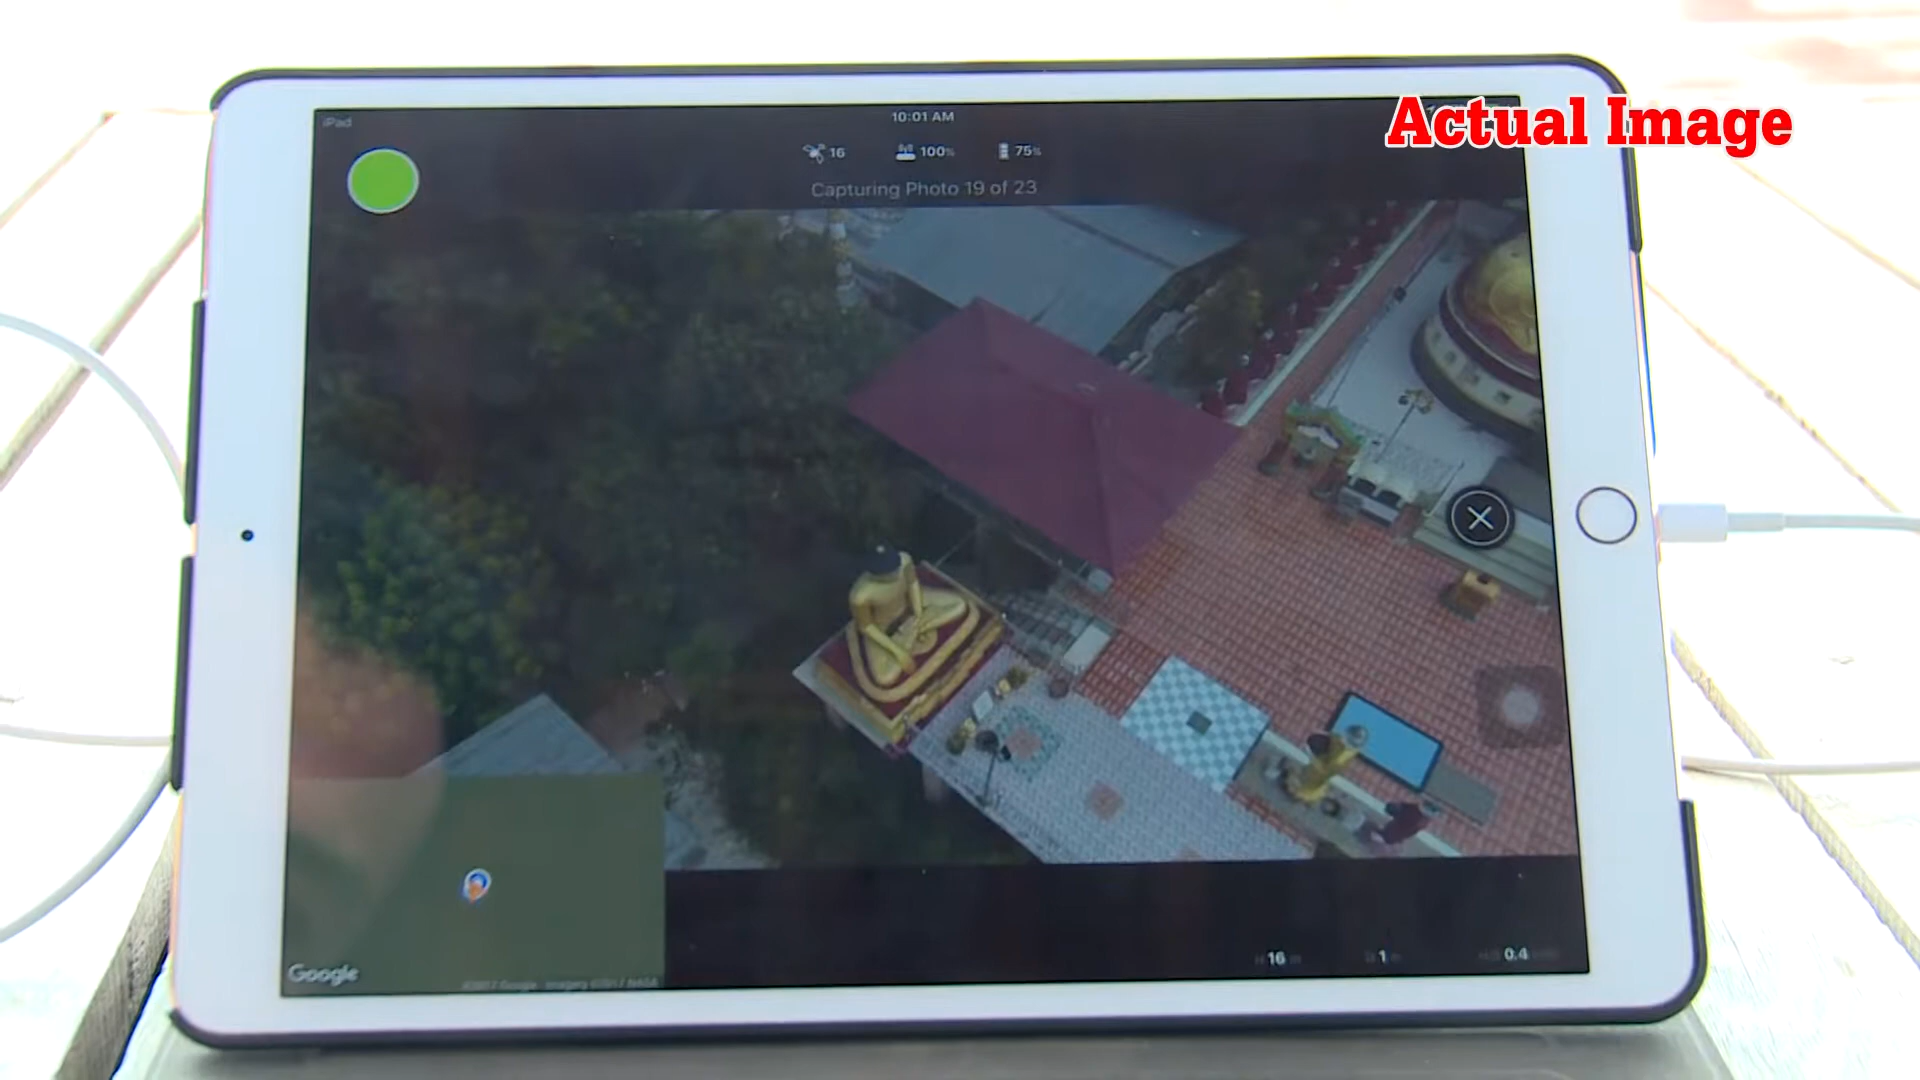 Actual Image
iPad
10:01 AM
16
100%
75%
Capturing Photo 19 of 23
16
1
0.4
Google